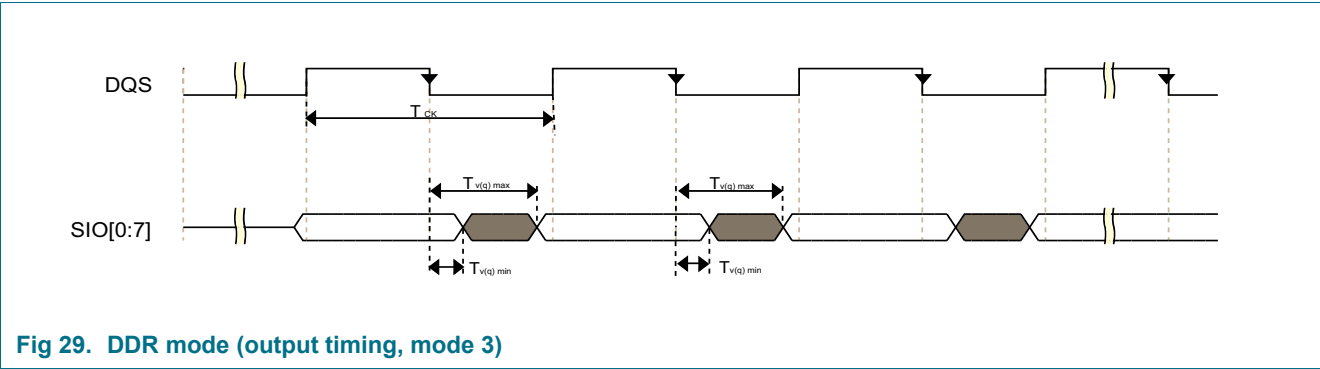 DQS
T CK
T v(q) max
T v(q) max
SIO[0:7]
T v(q) min
T v(q) min
Fig 29. DDR mode (output timing, mode 3)